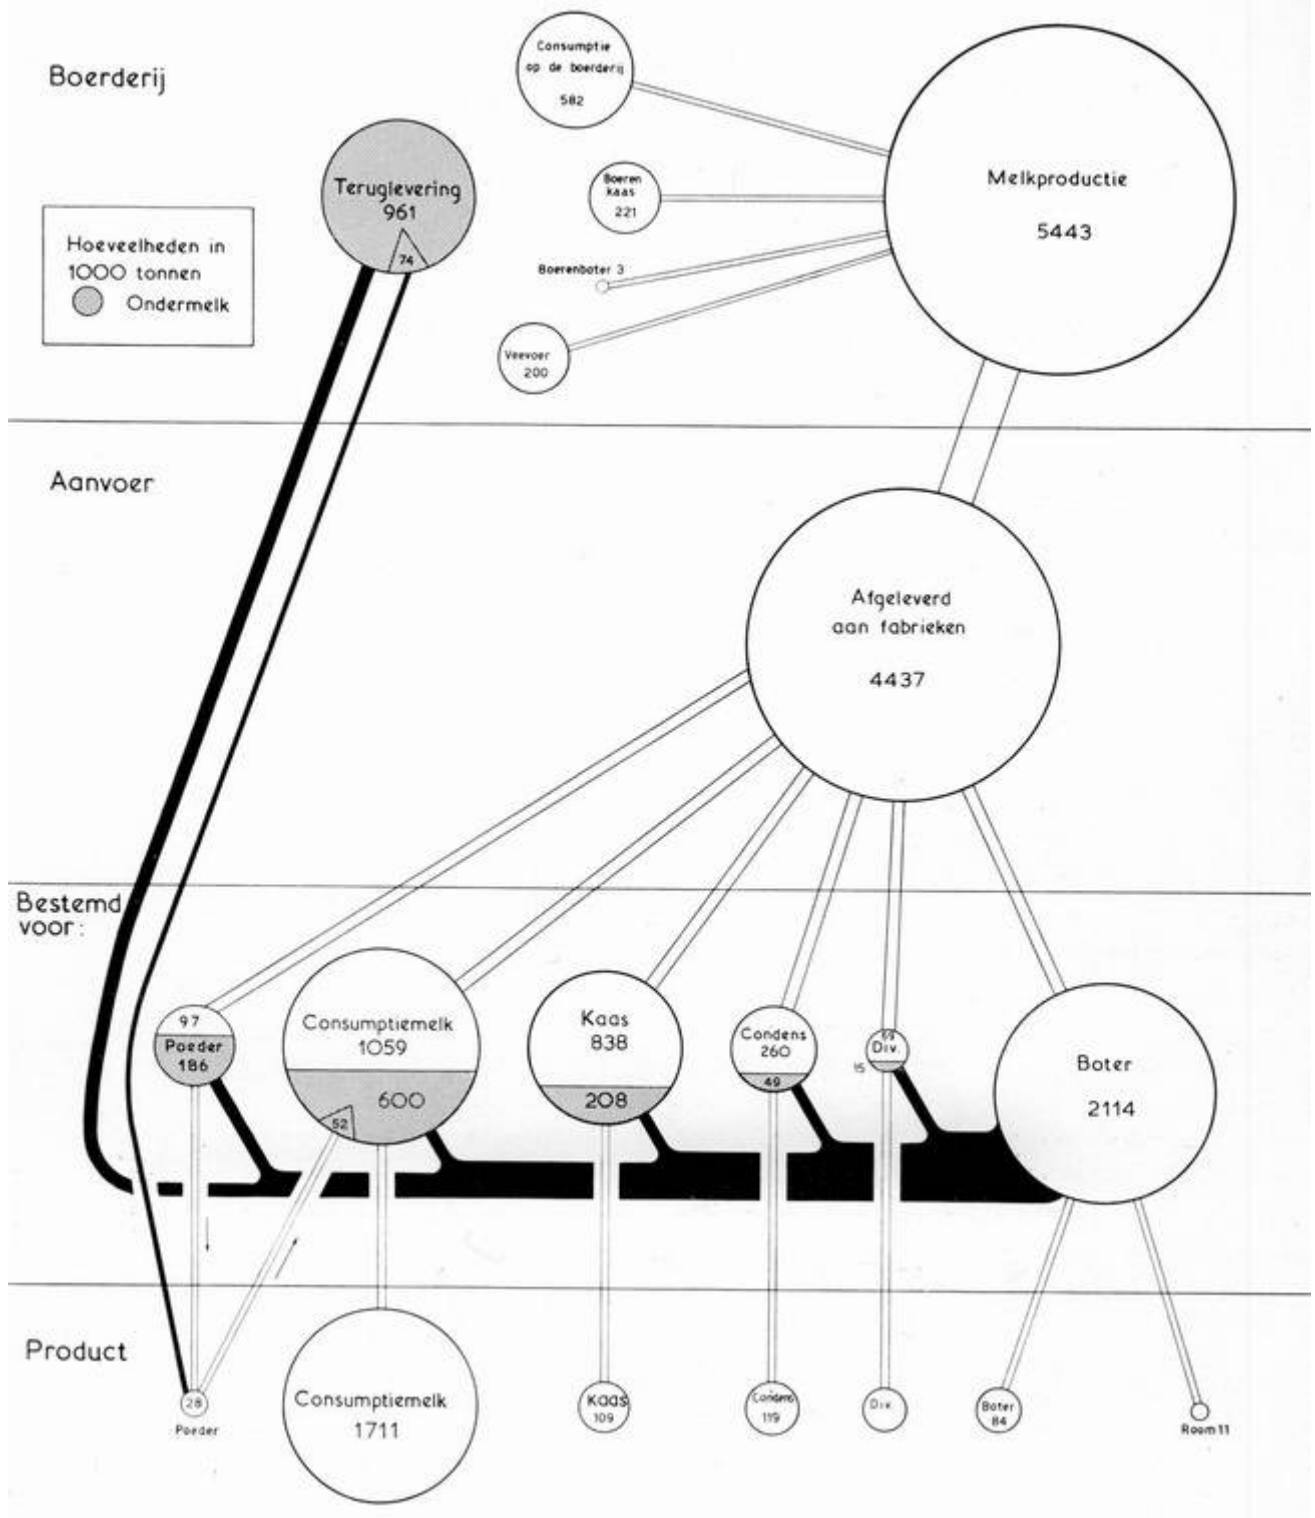 Boerderij
Consumptie
op de boerderij
582
Melkproductie
5443
Teruglevering
961
74
Boeren
kaas
221
Hoeveelheden in
1000 tonnen
Ondermelk
Boerenboter 3
Veevoer
200
Aanvoer
Afgeleverd
aan fabrieken
4437
Bestemd
voor:
97
Poeder
186
Consumptiemelk
1059
600
52
Kaas
838
208
Condens
260
49
Div.
15
Boter
2114
Product
28
Poeder
Consumptiemelk
1711
Kaas
109
Condens
119
Div.
Boter
84
Room 11